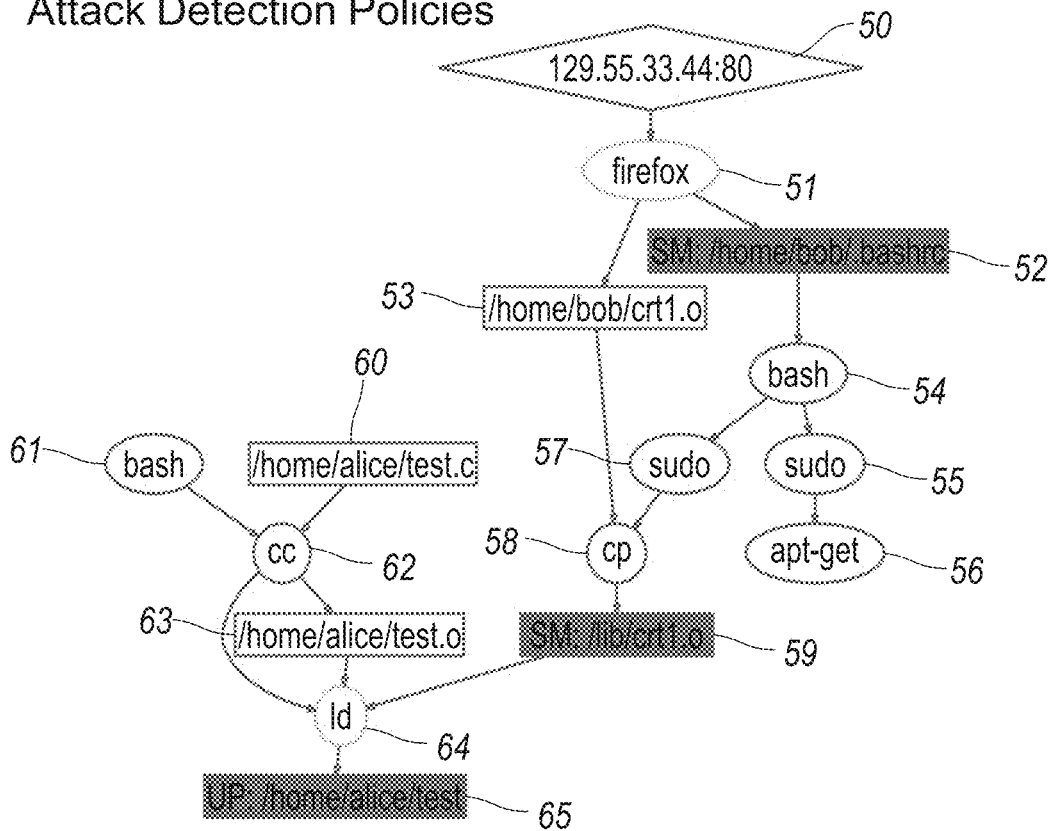 Attack Detection Policies
50
129.55.33.44:80
firefox
51
SM: /home/bob/.bashrc
52
53
/home/bob/crt1.o
60
bash
54
61
bash
/home/alice/test.c
57
sudo
sudo
55
cc
62
58
cp
apt-get
56
63
/home/alice/test.o
SM: /lib/crt1.o
59
ld
64
UP: /home/alice/test
65